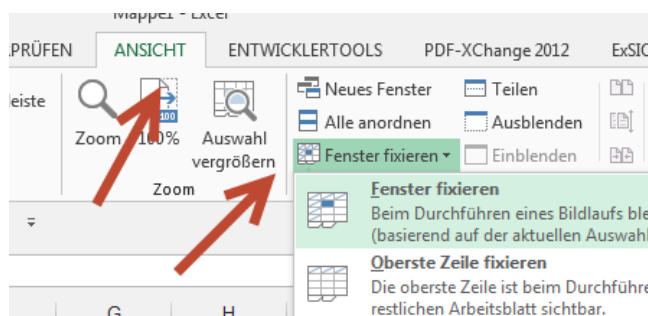 Mappe1 - Excel
PRÜFEN ANSICHT ENTWICKLERTOOLS PDF-XChange 2012 ExSIC
leiste
Zoom 100% Auswahl vergrößern
Zoom
Neues Fenster Teilen
Alle anordnen Ausblenden
Fenster fixieren Einblenden
Fenster fixieren
Beim Durchführen eines Bildlaufs ble
(basierend auf der aktuellen Auswahl
Oberste Zeile fixieren
Die oberste Zeile ist beim Durchführe
restlichen Arbeitsblatt sichtbar.
G H